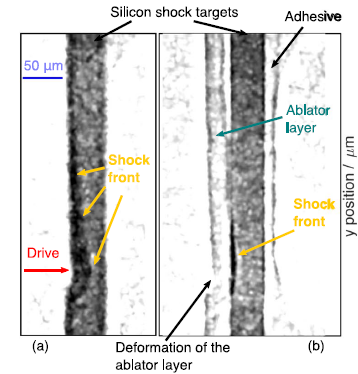 Silicon shock targets
Adhesive
50 μm
Ablator
layer
Shock
front
Shock
front
Drive
y position / μm
(a)
(b)
Deformation of the
ablator layer